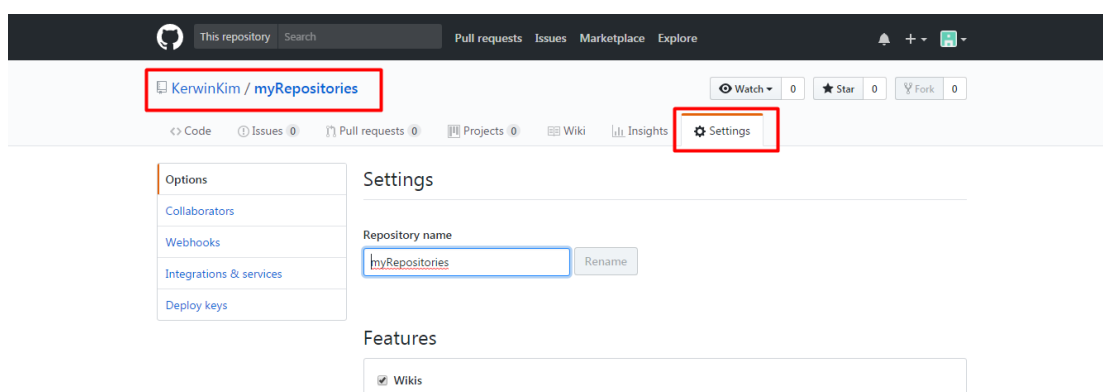 This repository Search Pull requests Issues Marketplace Explore
KerwinKim / myRepositories Watch 0 Star 0 Fork 0
Code Issues 0 Pull requests 0 Projects 0 Wiki Insights Settings
Options
Collaborators
Webhooks
Integrations & services
Deploy keys
Settings
Repository name
myRepositories Rename
Features
Wikis